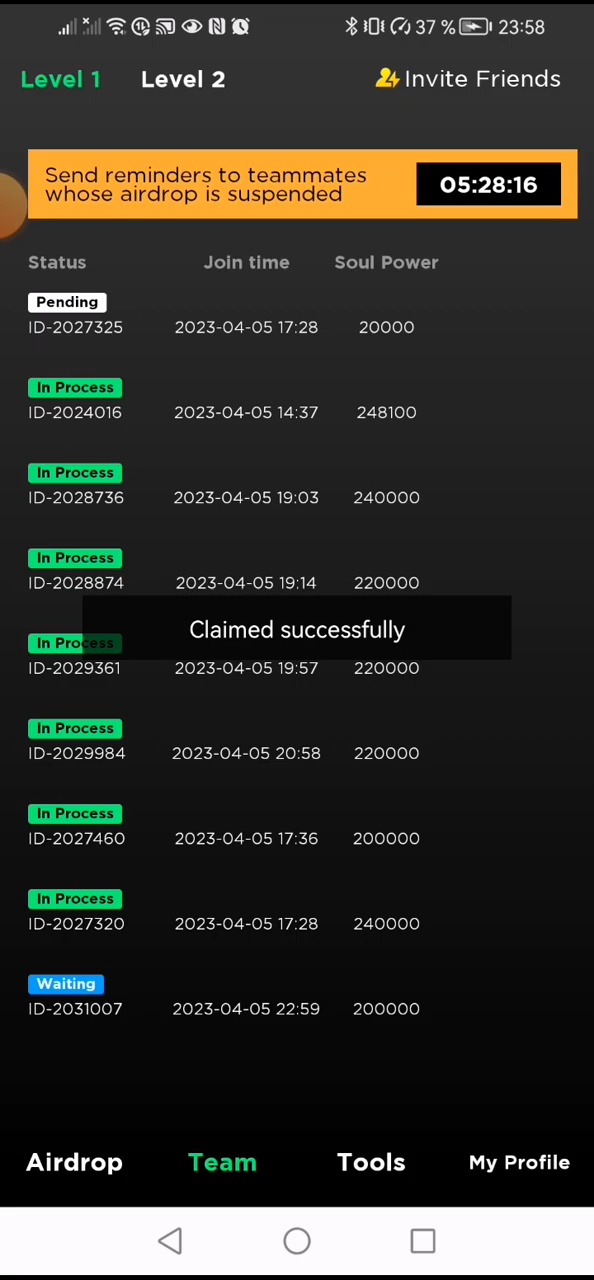 37 % 23:58
Level 1 Level 2 Invite Friends
Send reminders to teammates
whose airdrop is suspended
05:28:16
Status Join time Soul Power
Pending
ID-2027325 2023-04-05 17:28 20000
In Process
ID-2024016 2023-04-05 14:37 248100
In Process
ID-2028736 2023-04-05 19:03 240000
In Process
ID-2028874 2023-04-05 19:14 220000
Claimed successfully
In Process
ID-2029361 2023-04-05 19:57 220000
In Process
ID-2029984 2023-04-05 20:58 220000
In Process
ID-2027460 2023-04-05 17:36 200000
In Process
ID-2027320 2023-04-05 17:28 240000
Waiting
ID-2031007 2023-04-05 22:59 200000
Airdrop Team Tools My Profile